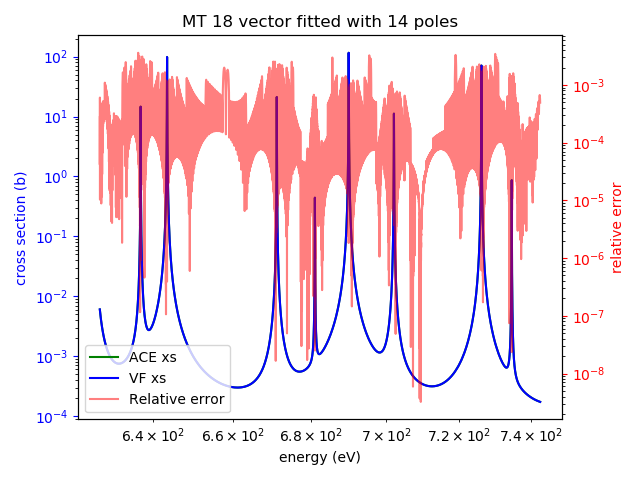 MT 18 vector fitted with 14 poles
10²
10¹
10⁰
10⁻¹
10⁻²
10⁻³
10⁻⁴
cross section (b)
10⁻³
10⁻⁴
10⁻⁵
10⁻⁶
10⁻⁷
10⁻⁸
relative error
ACE xs
VF xs
Relative error
6.4 × 10² 6.6 × 10² 6.8 × 10² 7 × 10² 7.2 × 10² 7.4 × 10²
energy (eV)